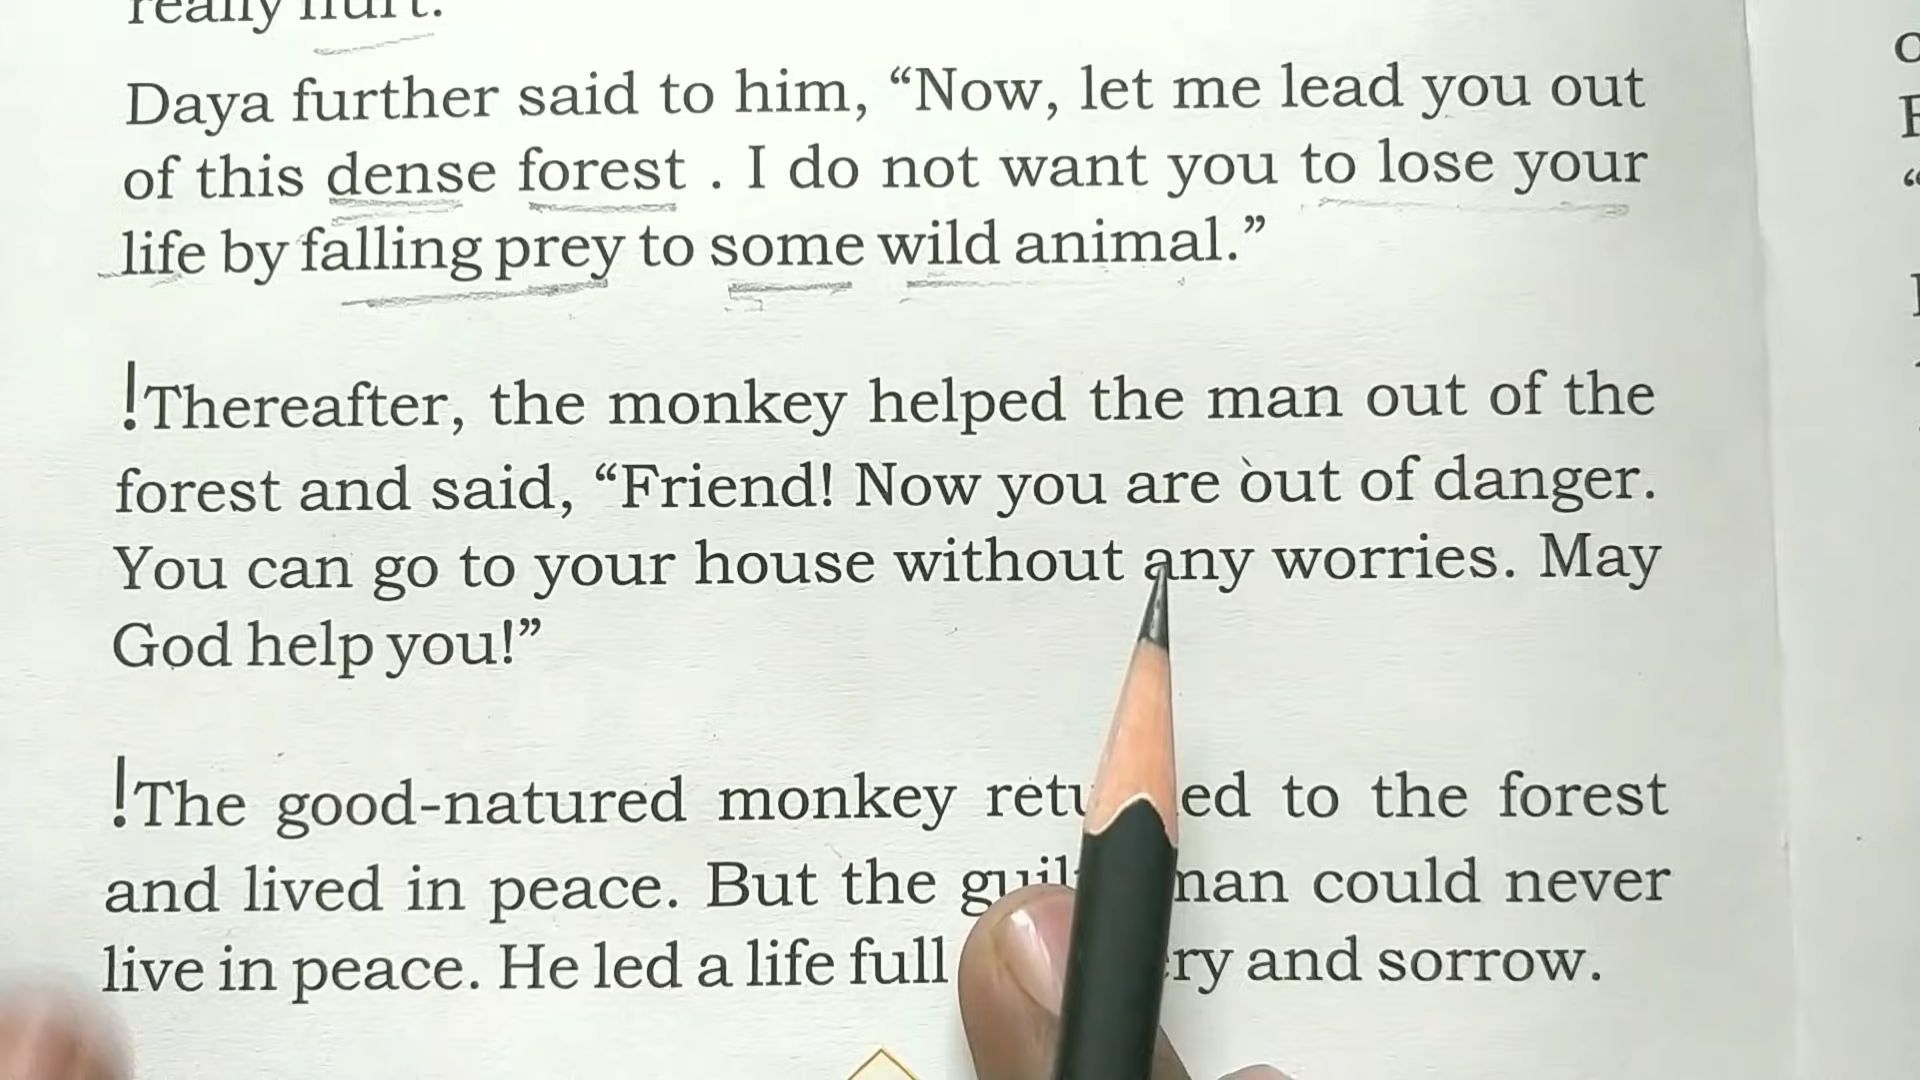 really hurt.
Daya further said to him, “Now, let me lead you out
of this dense forest . I do not want you to lose your
life by falling prey to some wild animal.”
!Thereafter, the monkey helped the man out of the
forest and said, “Friend! Now you are out of danger.
You can go to your house without any worries. May
God help you!”
!The good-natured monkey to the forest
and lived in peace. But the man could never
live in peace. He led a life full and sorrow.